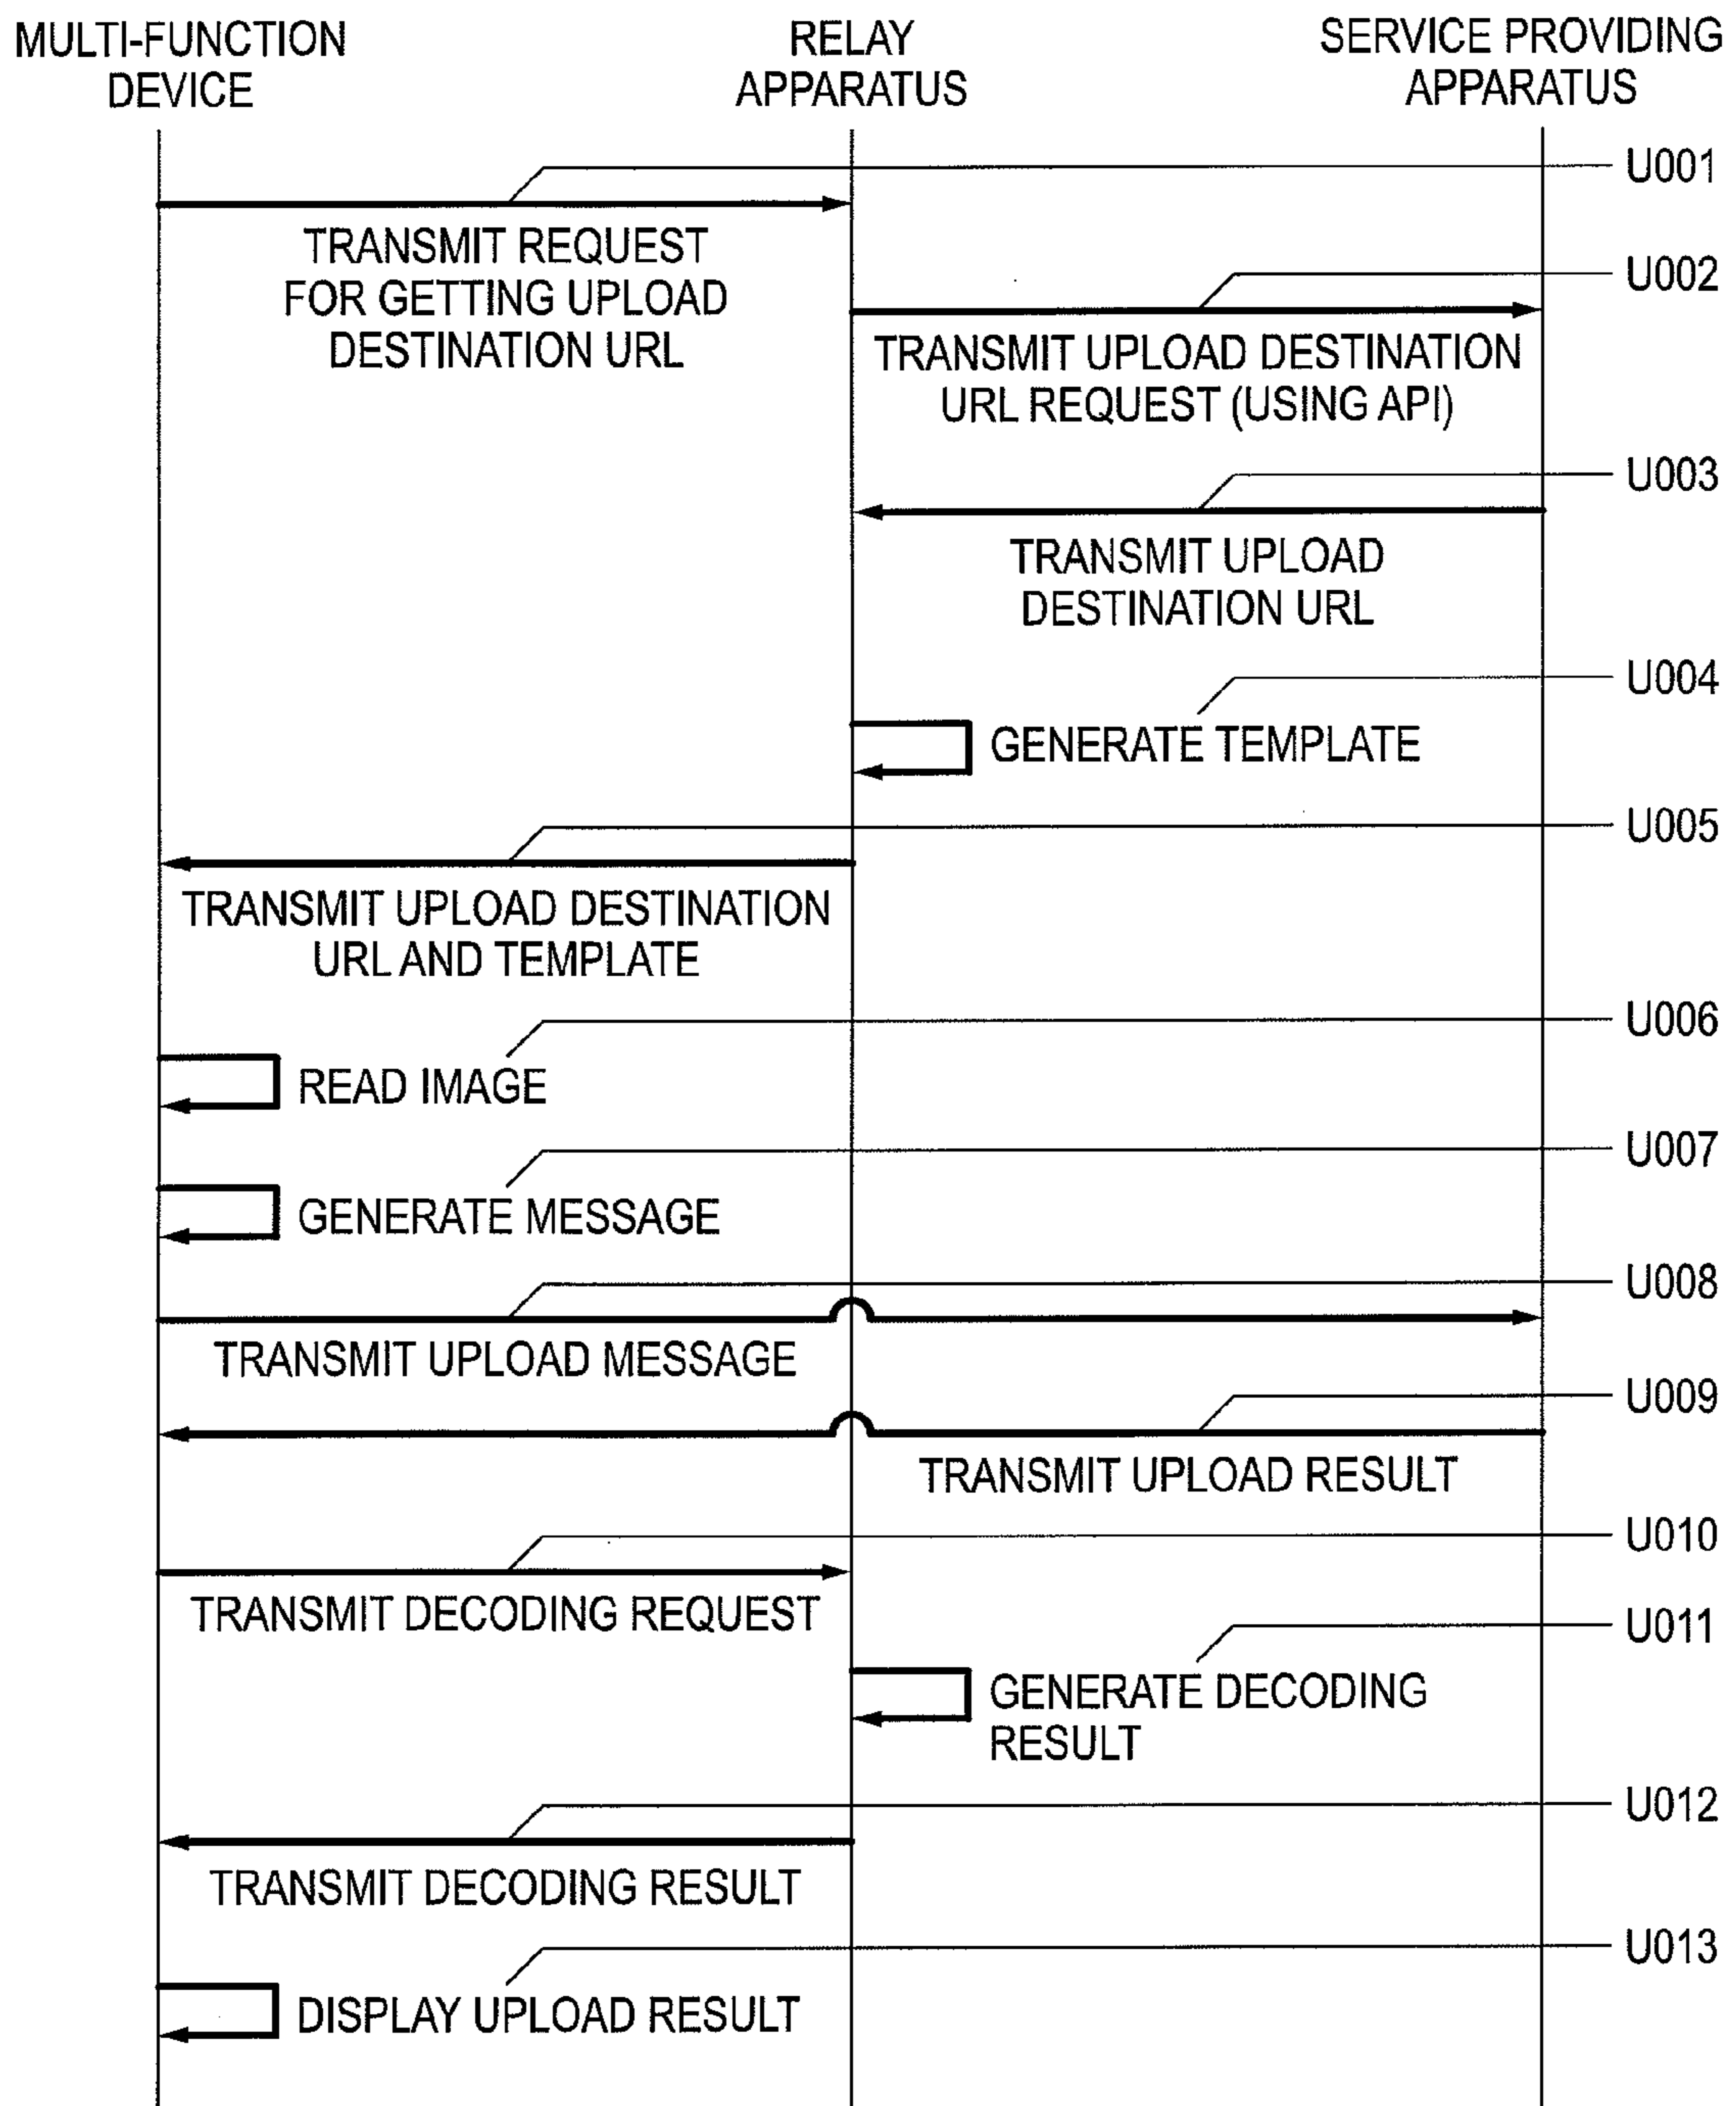 MULTI-FUNCTION
DEVICE
RELAY
APPARATUS
SERVICE PROVIDING
APPARATUS
U001
TRANSMIT REQUEST
FOR GETTING UPLOAD
DESTINATION URL
U002
TRANSMIT UPLOAD DESTINATION
URL REQUEST (USING API)
U003
TRANSMIT UPLOAD
DESTINATION URL
U004
GENERATE TEMPLATE
U005
TRANSMIT UPLOAD DESTINATION
URL AND TEMPLATE
U006
READ IMAGE
U007
GENERATE MESSAGE
U008
TRANSMIT UPLOAD MESSAGE
U009
TRANSMIT UPLOAD RESULT
U010
TRANSMIT DECODING REQUEST
U011
GENERATE DECODING
RESULT
U012
TRANSMIT DECODING RESULT
U013
DISPLAY UPLOAD RESULT